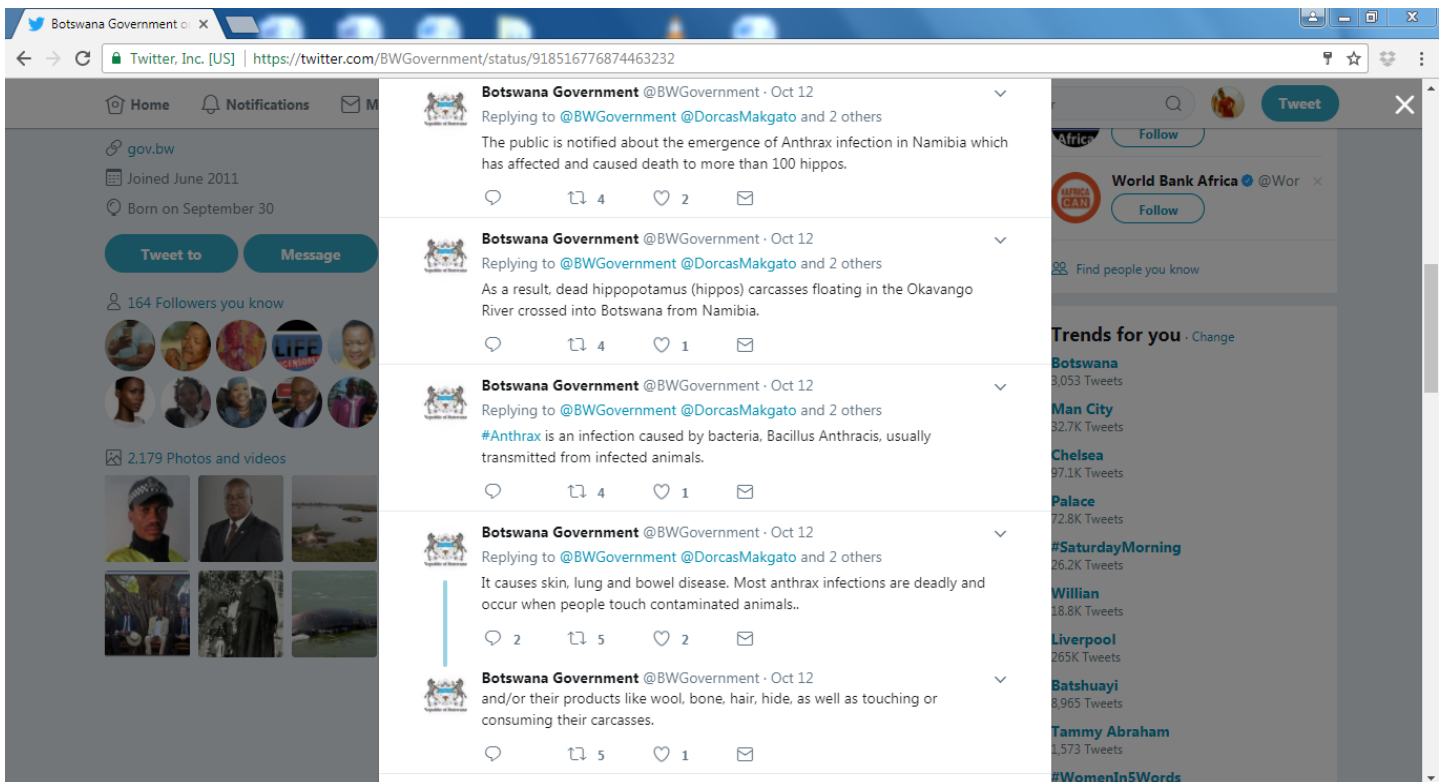 Botswana Government o
Twitter, Inc. [US] | https://twitter.com/BWGovernment/status/918516776874463232
Home
Notifications
M
Tweet
gov.bw
Joined June 2011
Born on September 30
Tweet to
Message
164 Followers you know
LIFE
2,179 Photos and videos
Botswana Government @BWGovernment · Oct 12
Replying to @BWGovernment @DorcasMakgato and 2 others
The public is notified about the emergence of Anthrax infection in Namibia which
has affected and caused death to more than 100 hippos.
4
2
Botswana Government @BWGovernment · Oct 12
Replying to @BWGovernment @DorcasMakgato and 2 others
As a result, dead hippopotamus (hippos) carcasses floating in the Okavango
River crossed into Botswana from Namibia.
4
1
Botswana Government @BWGovernment · Oct 12
Replying to @BWGovernment @DorcasMakgato and 2 others
#Anthrax is an infection caused by bacteria, Bacillus Anthracis, usually
transmitted from infected animals.
4
1
Botswana Government @BWGovernment · Oct 12
Replying to @BWGovernment @DorcasMakgato and 2 others
It causes skin, lung and bowel disease. Most anthrax infections are deadly and
occur when people touch contaminated animals..
2
5
2
Botswana Government @BWGovernment · Oct 12
and/or their products like wool, bone, hair, hide, as well as touching or
consuming their carcasses.
5
1
Africa
Follow
#AFRICA
CAN
World Bank Africa @Wor
Follow
Find people you know
Trends for you · Change
Botswana
3,053 Tweets
Man City
32.7K Tweets
Chelsea
97.1K Tweets
Palace
72.8K Tweets
#SaturdayMorning
26.2K Tweets
Willian
18.8K Tweets
Liverpool
265K Tweets
Batshuayi
8,965 Tweets
Tammy Abraham
1,573 Tweets
#WomenIn5Words